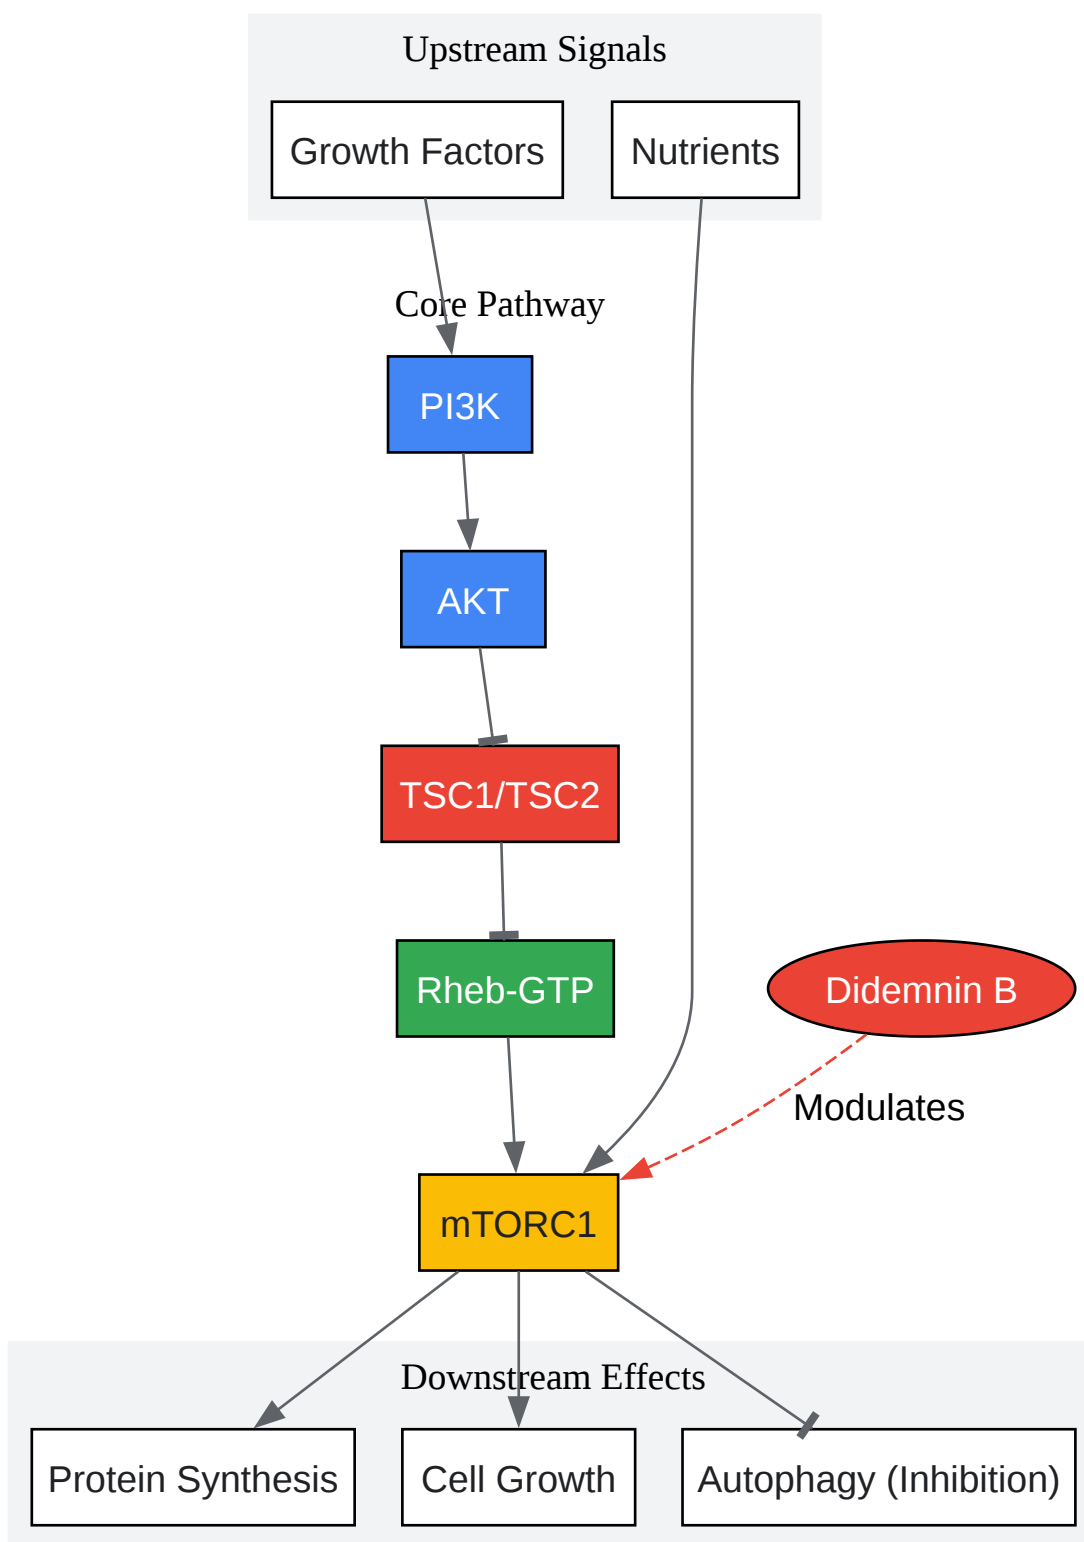 Upstream Signals
Growth Factors
Nutrients
Core Pathway
PI3K
AKT
TSC1/TSC2
Rheb-GTP
Didemnin B
Modulates
mTORC1
Downstream Effects
Protein Synthesis
Cell Growth
Autophagy (Inhibition)